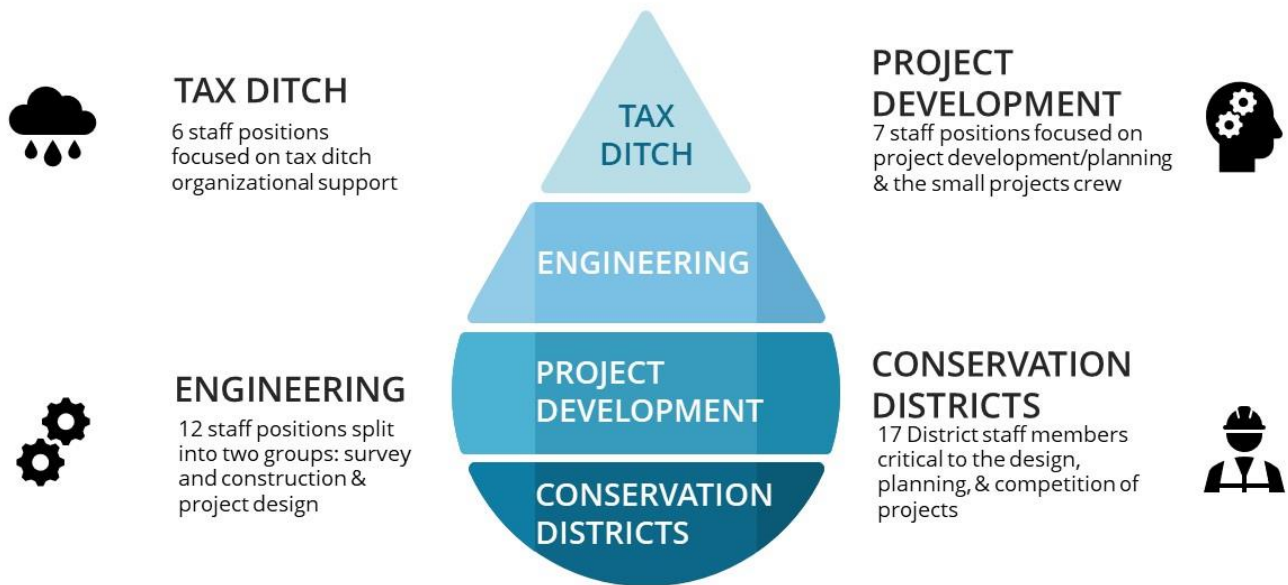 TAX DITCH
6 staff positions
focused on tax ditch
organizational support
ENGINEERING
12 staff positions split
into two groups: survey
and construction &
project design
TAX
DITCH
ENGINEERING
PROJECT
DEVELOPMENT
CONSERVATION
DISTRICTS
PROJECT
DEVELOPMENT
7 staff positions focused on
project development/planning
& the small projects crew
CONSERVATION
DISTRICTS
17 District staff members
critical to the design,
planning, & competition of
projects